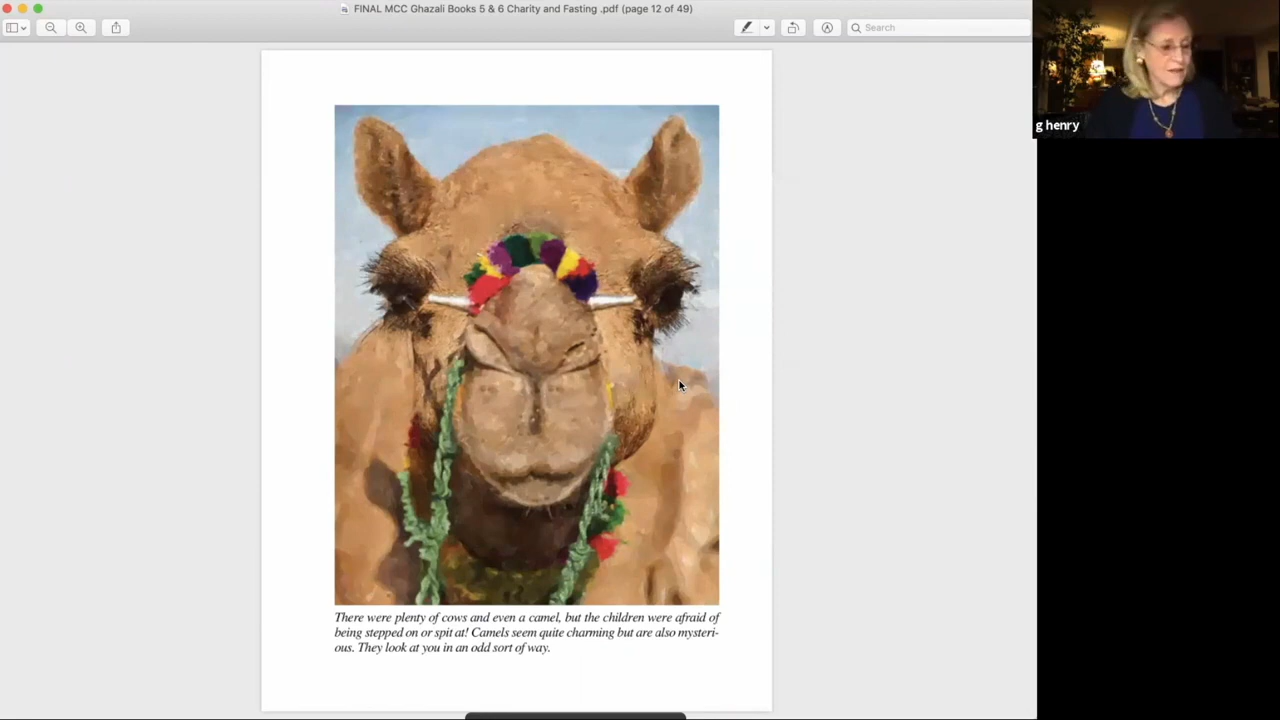 FINAL MCC Ghazali Books 5 & 6 Charity and Fasting .pdf (page 12 of 49)
Search
g henry
There were plenty of cows and even a camel, but the children were afraid of
being stepped on or spit at! Camels seem quite charming but are also mysteri-
ous. They look at you in an odd sort of way.